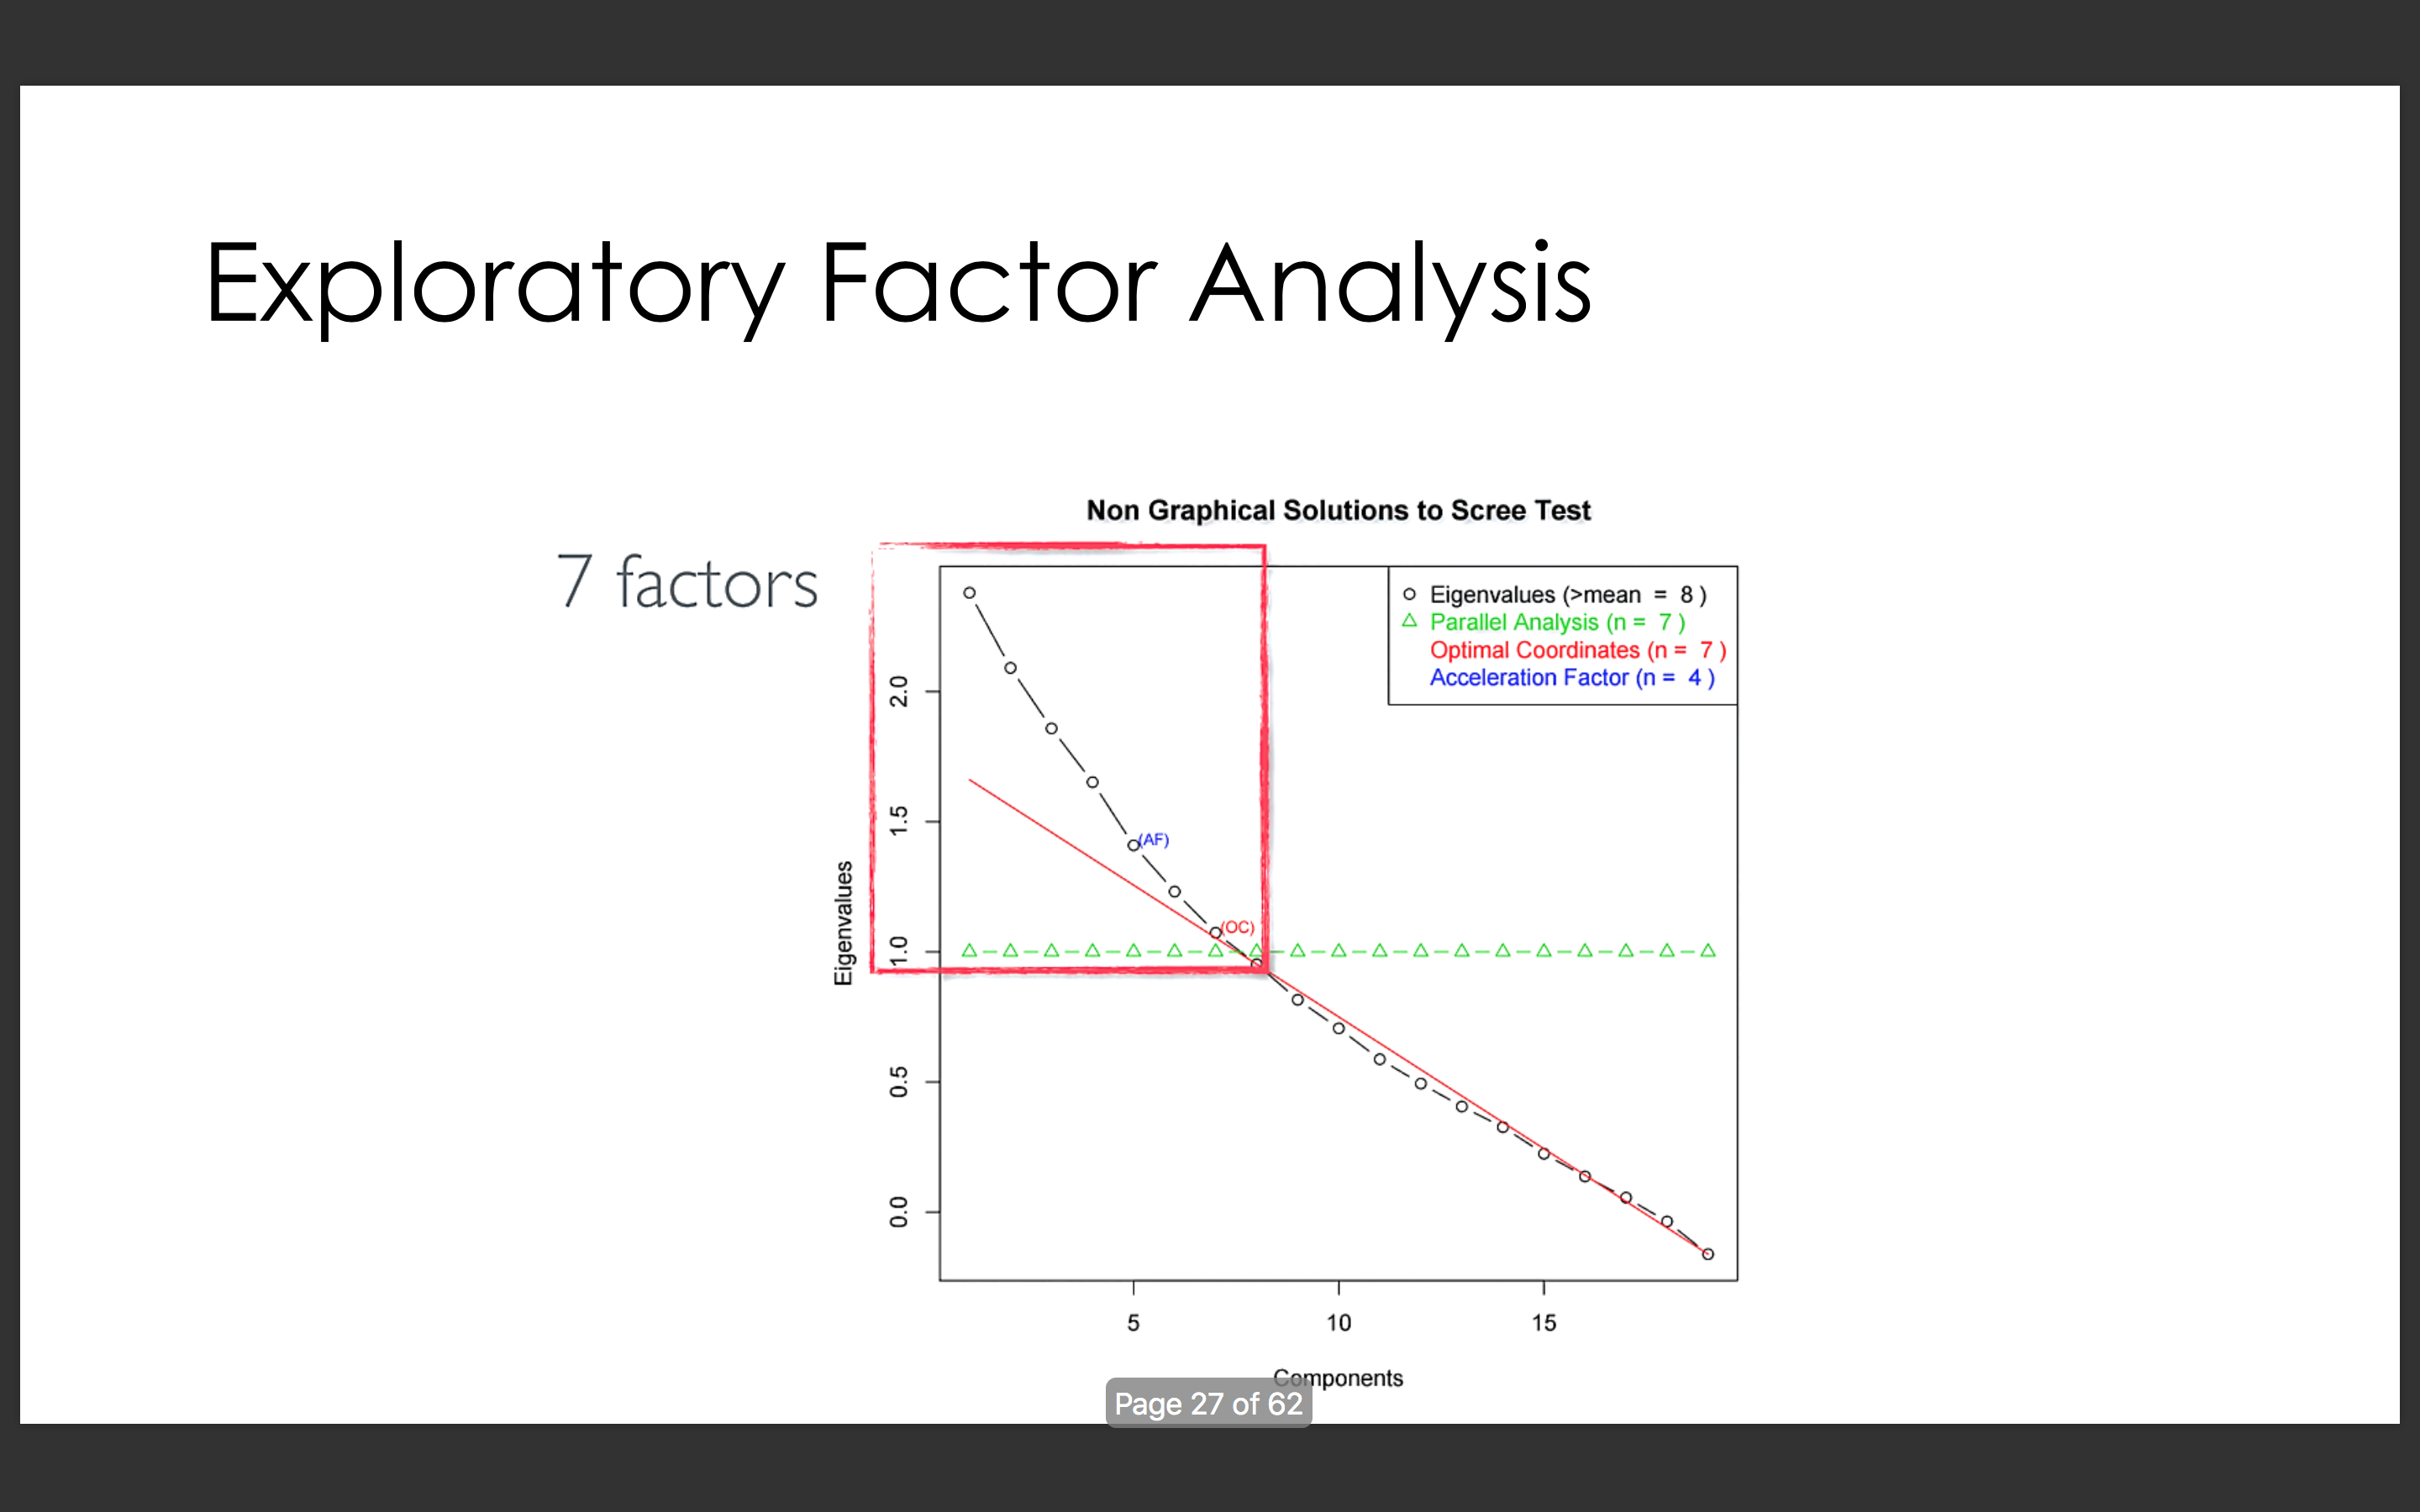 Exploratory Factor Analysis
7 factors
Non Graphical Solutions to Scree Test
Eigenvalues (>mean = 8 )
Parallel Analysis (n = 7 )
Optimal Coordinates (n = 7 )
Acceleration Factor (n = 4 )
(AF)
(OC)
Eigenvalues
2.0
1.5
1.0
0.5
0.0
5 10 15
Components
Page 27 of 62